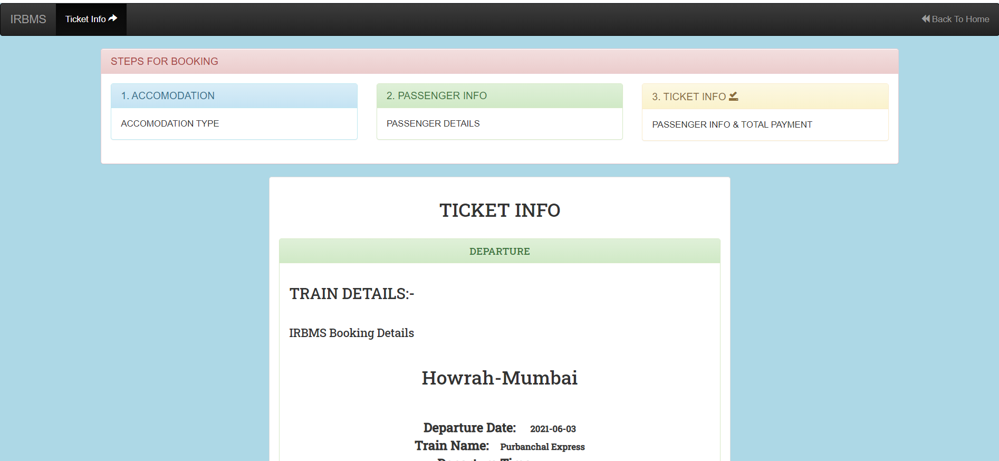 IRBMS Ticket Info Back To Home
STEPS FOR BOOKING
1. ACCOMODATION
ACCOMODATION TYPE
2. PASSENGER INFO
PASSENGER DETAILS
3. TICKET INFO
PASSENGER INFO & TOTAL PAYMENT
TICKET INFO
DEPARTURE
TRAIN DETAILS:-
IRBMS Booking Details
Howrah-Mumbai
Departure Date: 2021-06-03
Train Name: Purbanchal Express